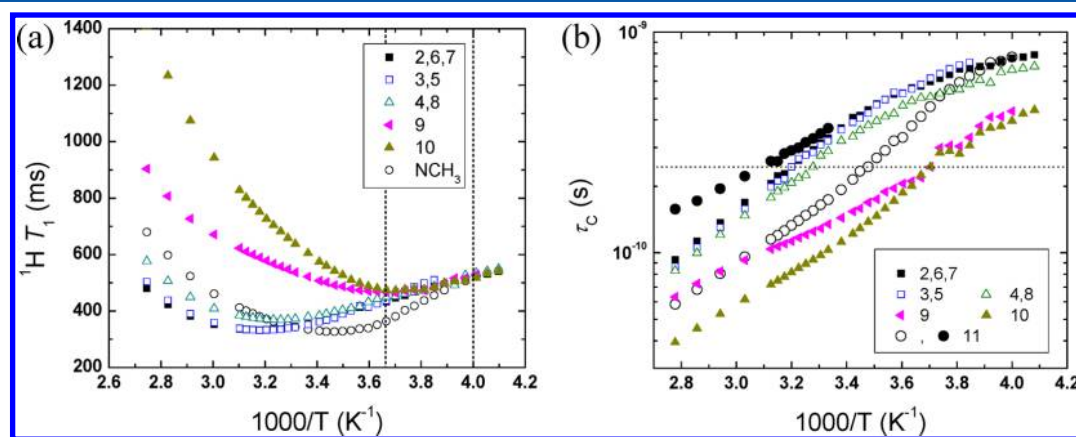 (a)
1400
1200
1000
800
600
400
200
¹H T₁ (ms)
2,6,7
3,5
4,8
9
10
NCH₃
2.6 2.8 3.0 3.2 3.4 3.6 3.8 4.0 4.2
1000/T (K⁻¹)
(b)
10⁻⁹
10⁻¹⁰
τ_C (s)
2,6,7
3,5 4,8
9 10
, 11
2.8 3.0 3.2 3.4 3.6 3.8 4.0
1000/T (K⁻¹)